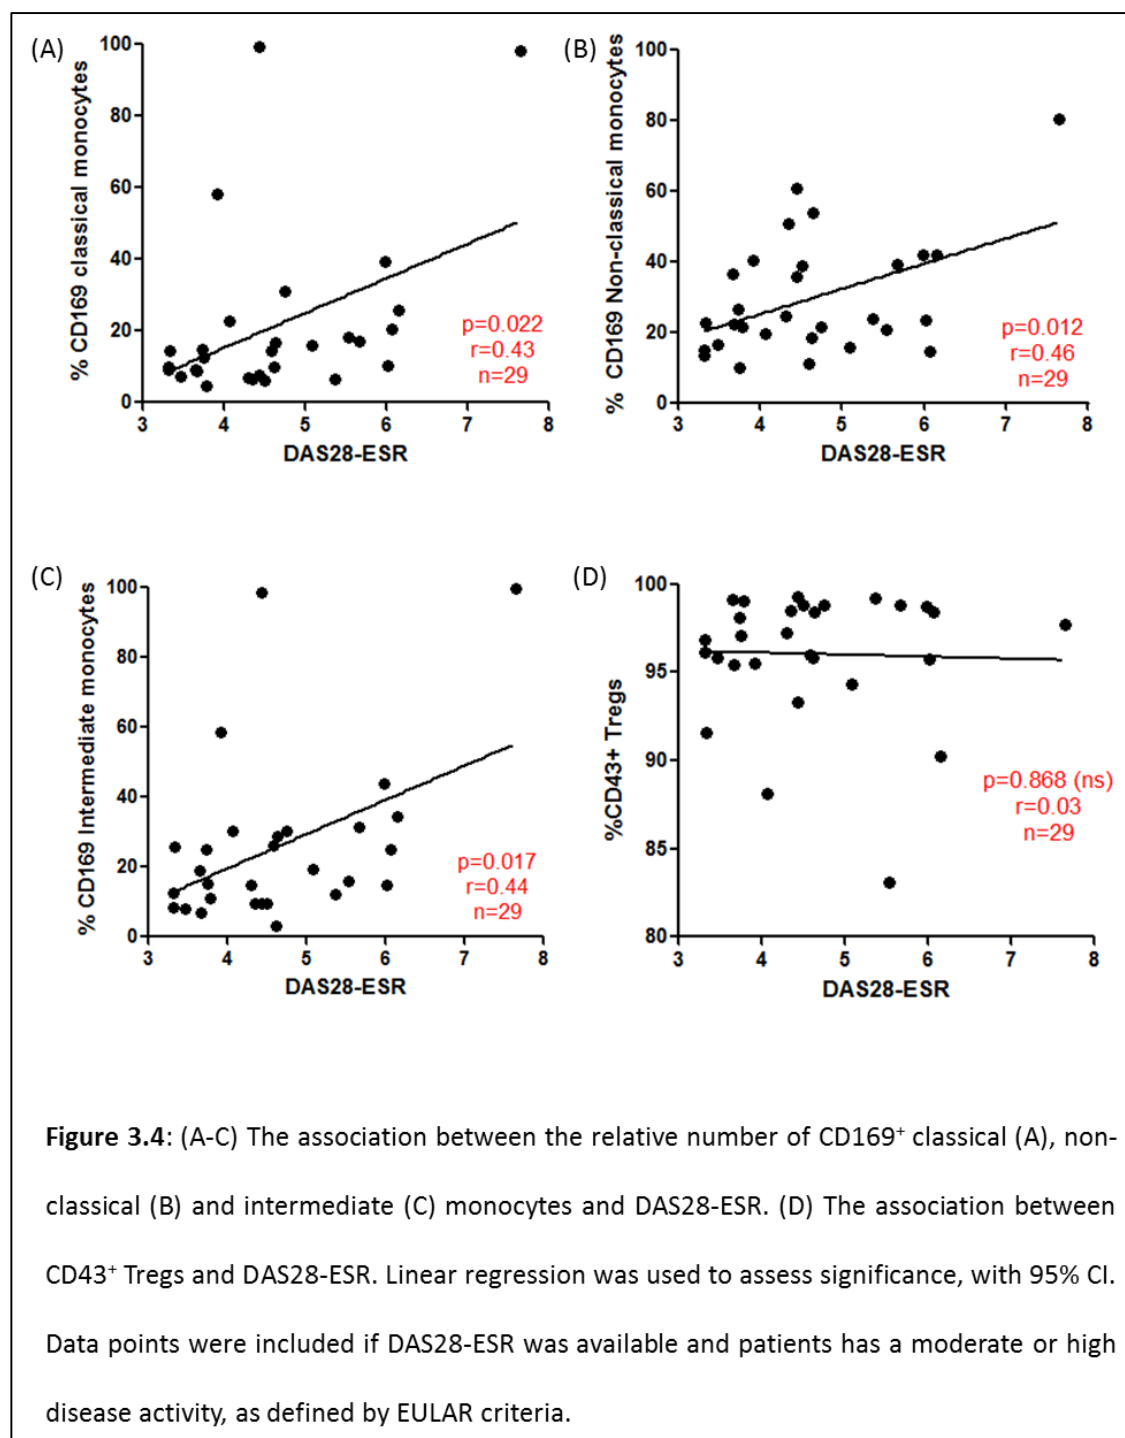 (A)
% CD169 classical monocytes
100
80
60
40
20
0
3 4 5 6 7 8
DAS28-ESR
p=0.022
r=0.43
n=29
(B)
% CD169 Non-classical monocytes
100
80
60
40
20
0
3 4 5 6 7 8
DAS28-ESR
p=0.012
r=0.46
n=29
(C)
% CD169 Intermediate monocytes
100
80
60
40
20
0
3 4 5 6 7 8
DAS28-ESR
p=0.017
r=0.44
n=29
(D)
%CD43+ Tregs
100
95
90
85
80
3 4 5 6 7 8
DAS28-ESR
p=0.868 (ns)
r=0.03
n=29
Figure 3.4: (A-C) The association between the relative number of CD169⁺ classical (A), non-
classical (B) and intermediate (C) monocytes and DAS28-ESR. (D) The association between
CD43⁺ Tregs and DAS28-ESR. Linear regression was used to assess significance, with 95% CI.
Data points were included if DAS28-ESR was available and patients has a moderate or high
disease activity, as defined by EULAR criteria.